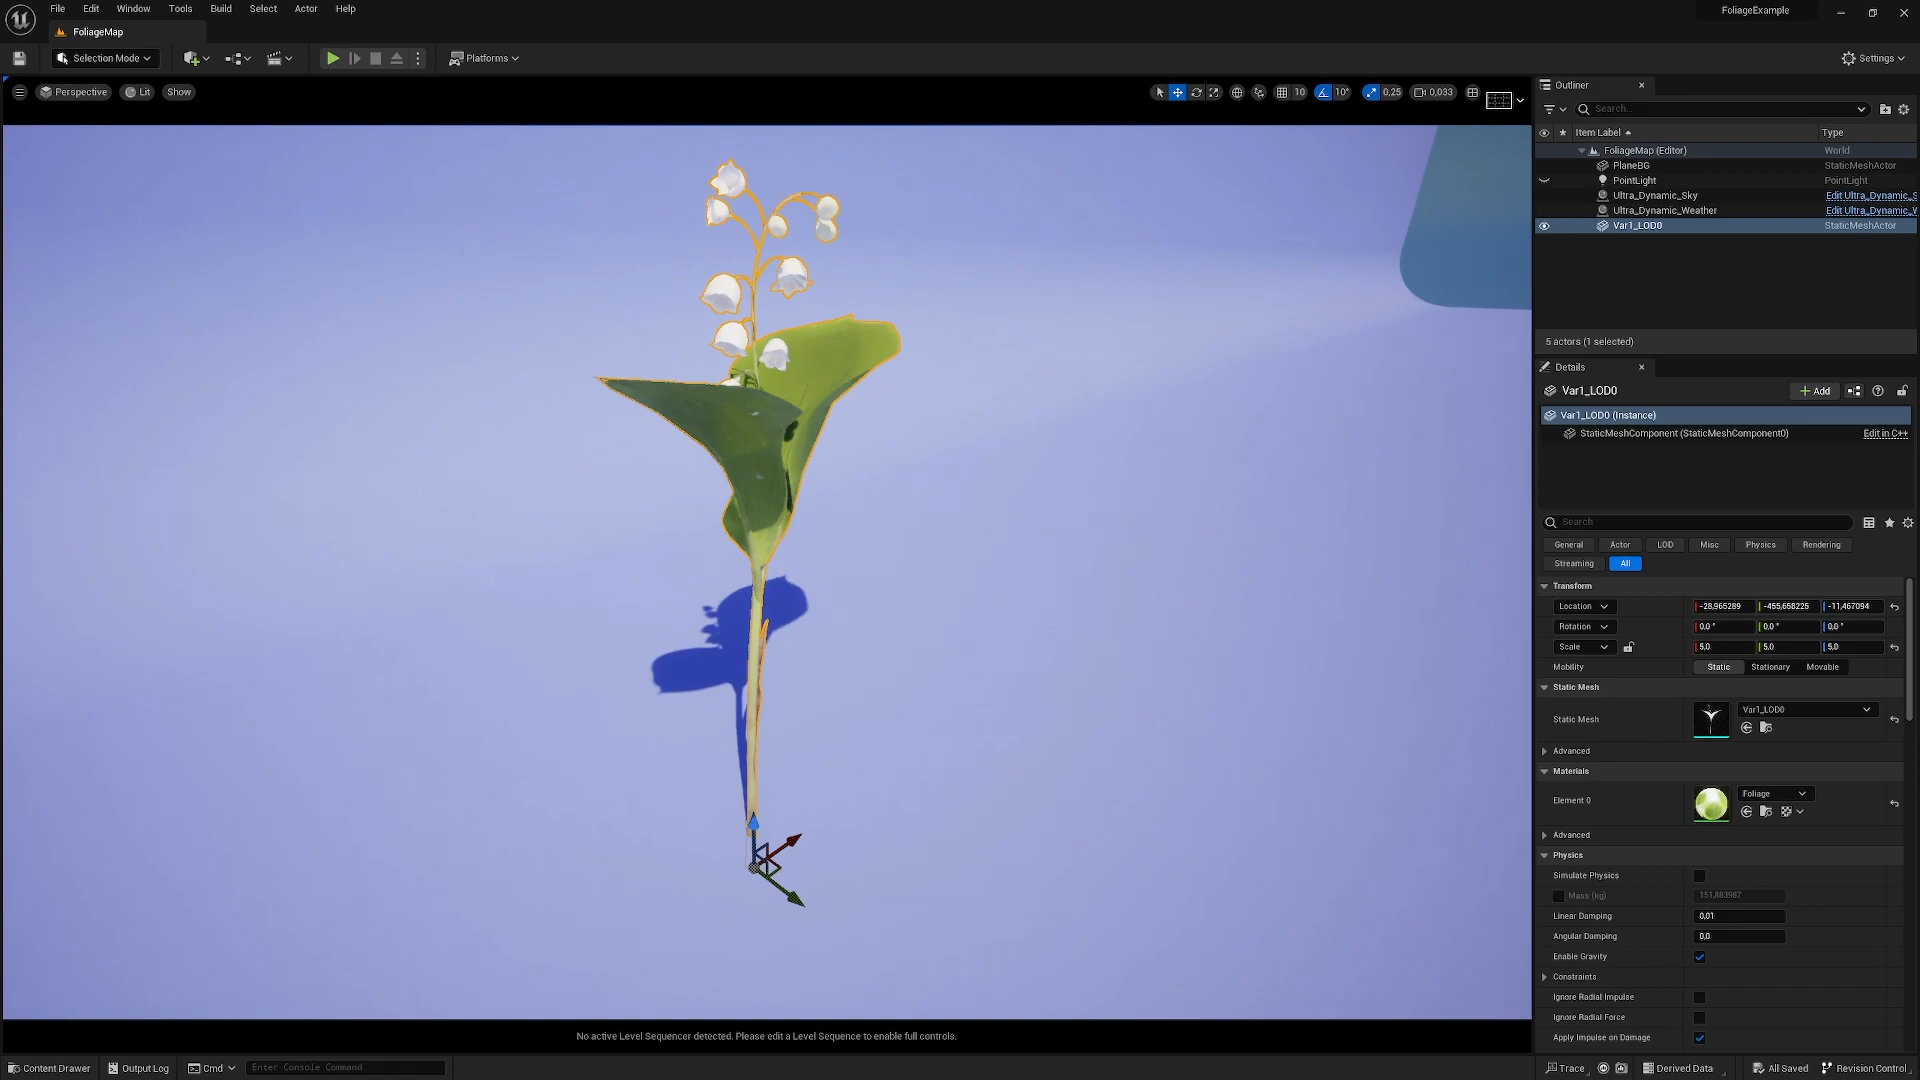 File Edit Window Tools Build Select Actor Help
FoliageExample
FoliageMap
Selection Mode
Platforms
Settings
Perspective Lit Show
10 10° 0,25 0,033
Outliner
Search...
Item Label Type
FoliageMap (Editor) World
PlaneBG StaticMeshActor
PointLight PointLight
Ultra_Dynamic_Sky Edit Ultra_Dynamic_S
Ultra_Dynamic_Weather Edit Ultra_Dynamic_W
Var1_LOD0 StaticMeshActor
5 actors (1 selected)
Details
Var1_LOD0 Add
Var1_LOD0 (Instance)
StaticMeshComponent (StaticMeshComponent0) Edit in C++
Search
General Actor LOD Misc Physics Rendering
Streaming All
Transform
Location -28,965289 -455,658225 -11,467094
Rotation 0,0 ° 0,0 ° 0,0 °
Scale 5,0 5,0 5,0
Mobility Static Stationary Movable
Static Mesh
Static Mesh Var1_LOD0
Advanced
Materials
Element 0 Foliage
Advanced
Physics
Simulate Physics
Mass (kg) 151,883987
Linear Damping 0,01
Angular Damping 0,0
Enable Gravity
Constraints
Ignore Radial Impulse
Ignore Radial Force
Apply Impulse on Damage
No active Level Sequencer detected. Please edit a Level Sequence to enable full controls.
Content Drawer Output Log Cmd Enter Console Command
Trace Derived Data All Saved Revision Control